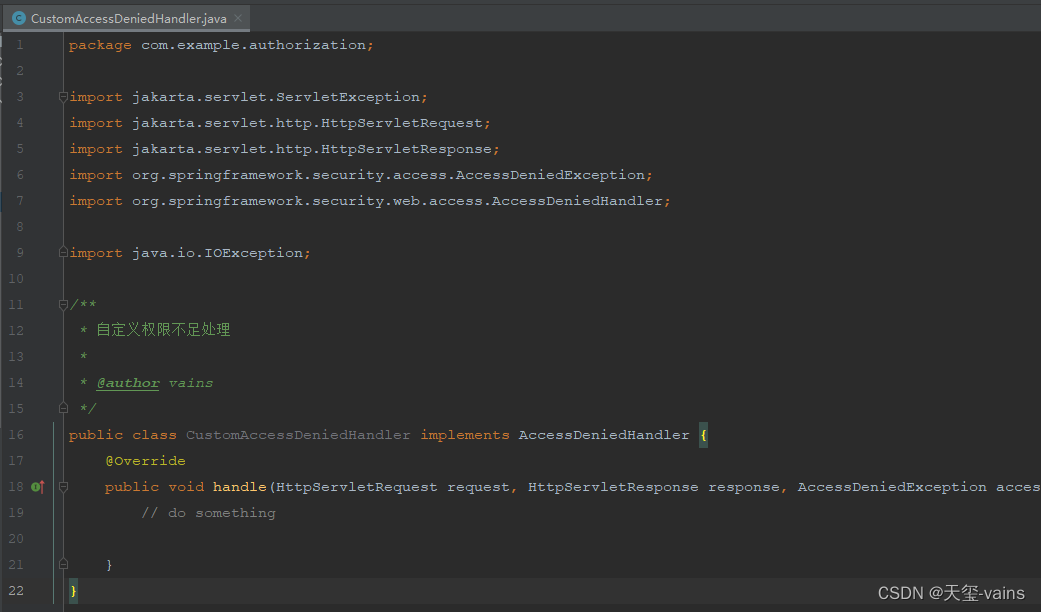 CustomAccessDeniedHandler.java
1 package com.example.authorization;
2
3 import jakarta.servlet.ServletException;
4 import jakarta.servlet.http.HttpServletRequest;
5 import jakarta.servlet.http.HttpServletResponse;
6 import org.springframework.security.access.AccessDeniedException;
7 import org.springframework.security.web.access.AccessDeniedHandler;
8
9 import java.io.IOException;
10
11 /**
12 * 自定义权限不足处理
13 *
14 * @author vains
15 */
16 public class CustomAccessDeniedHandler implements AccessDeniedHandler {
17 @Override
18 public void handle(HttpServletRequest request, HttpServletResponse response, AccessDeniedException acces
19 // do something
20
21 }
22 }
CSDN @天玺-vains